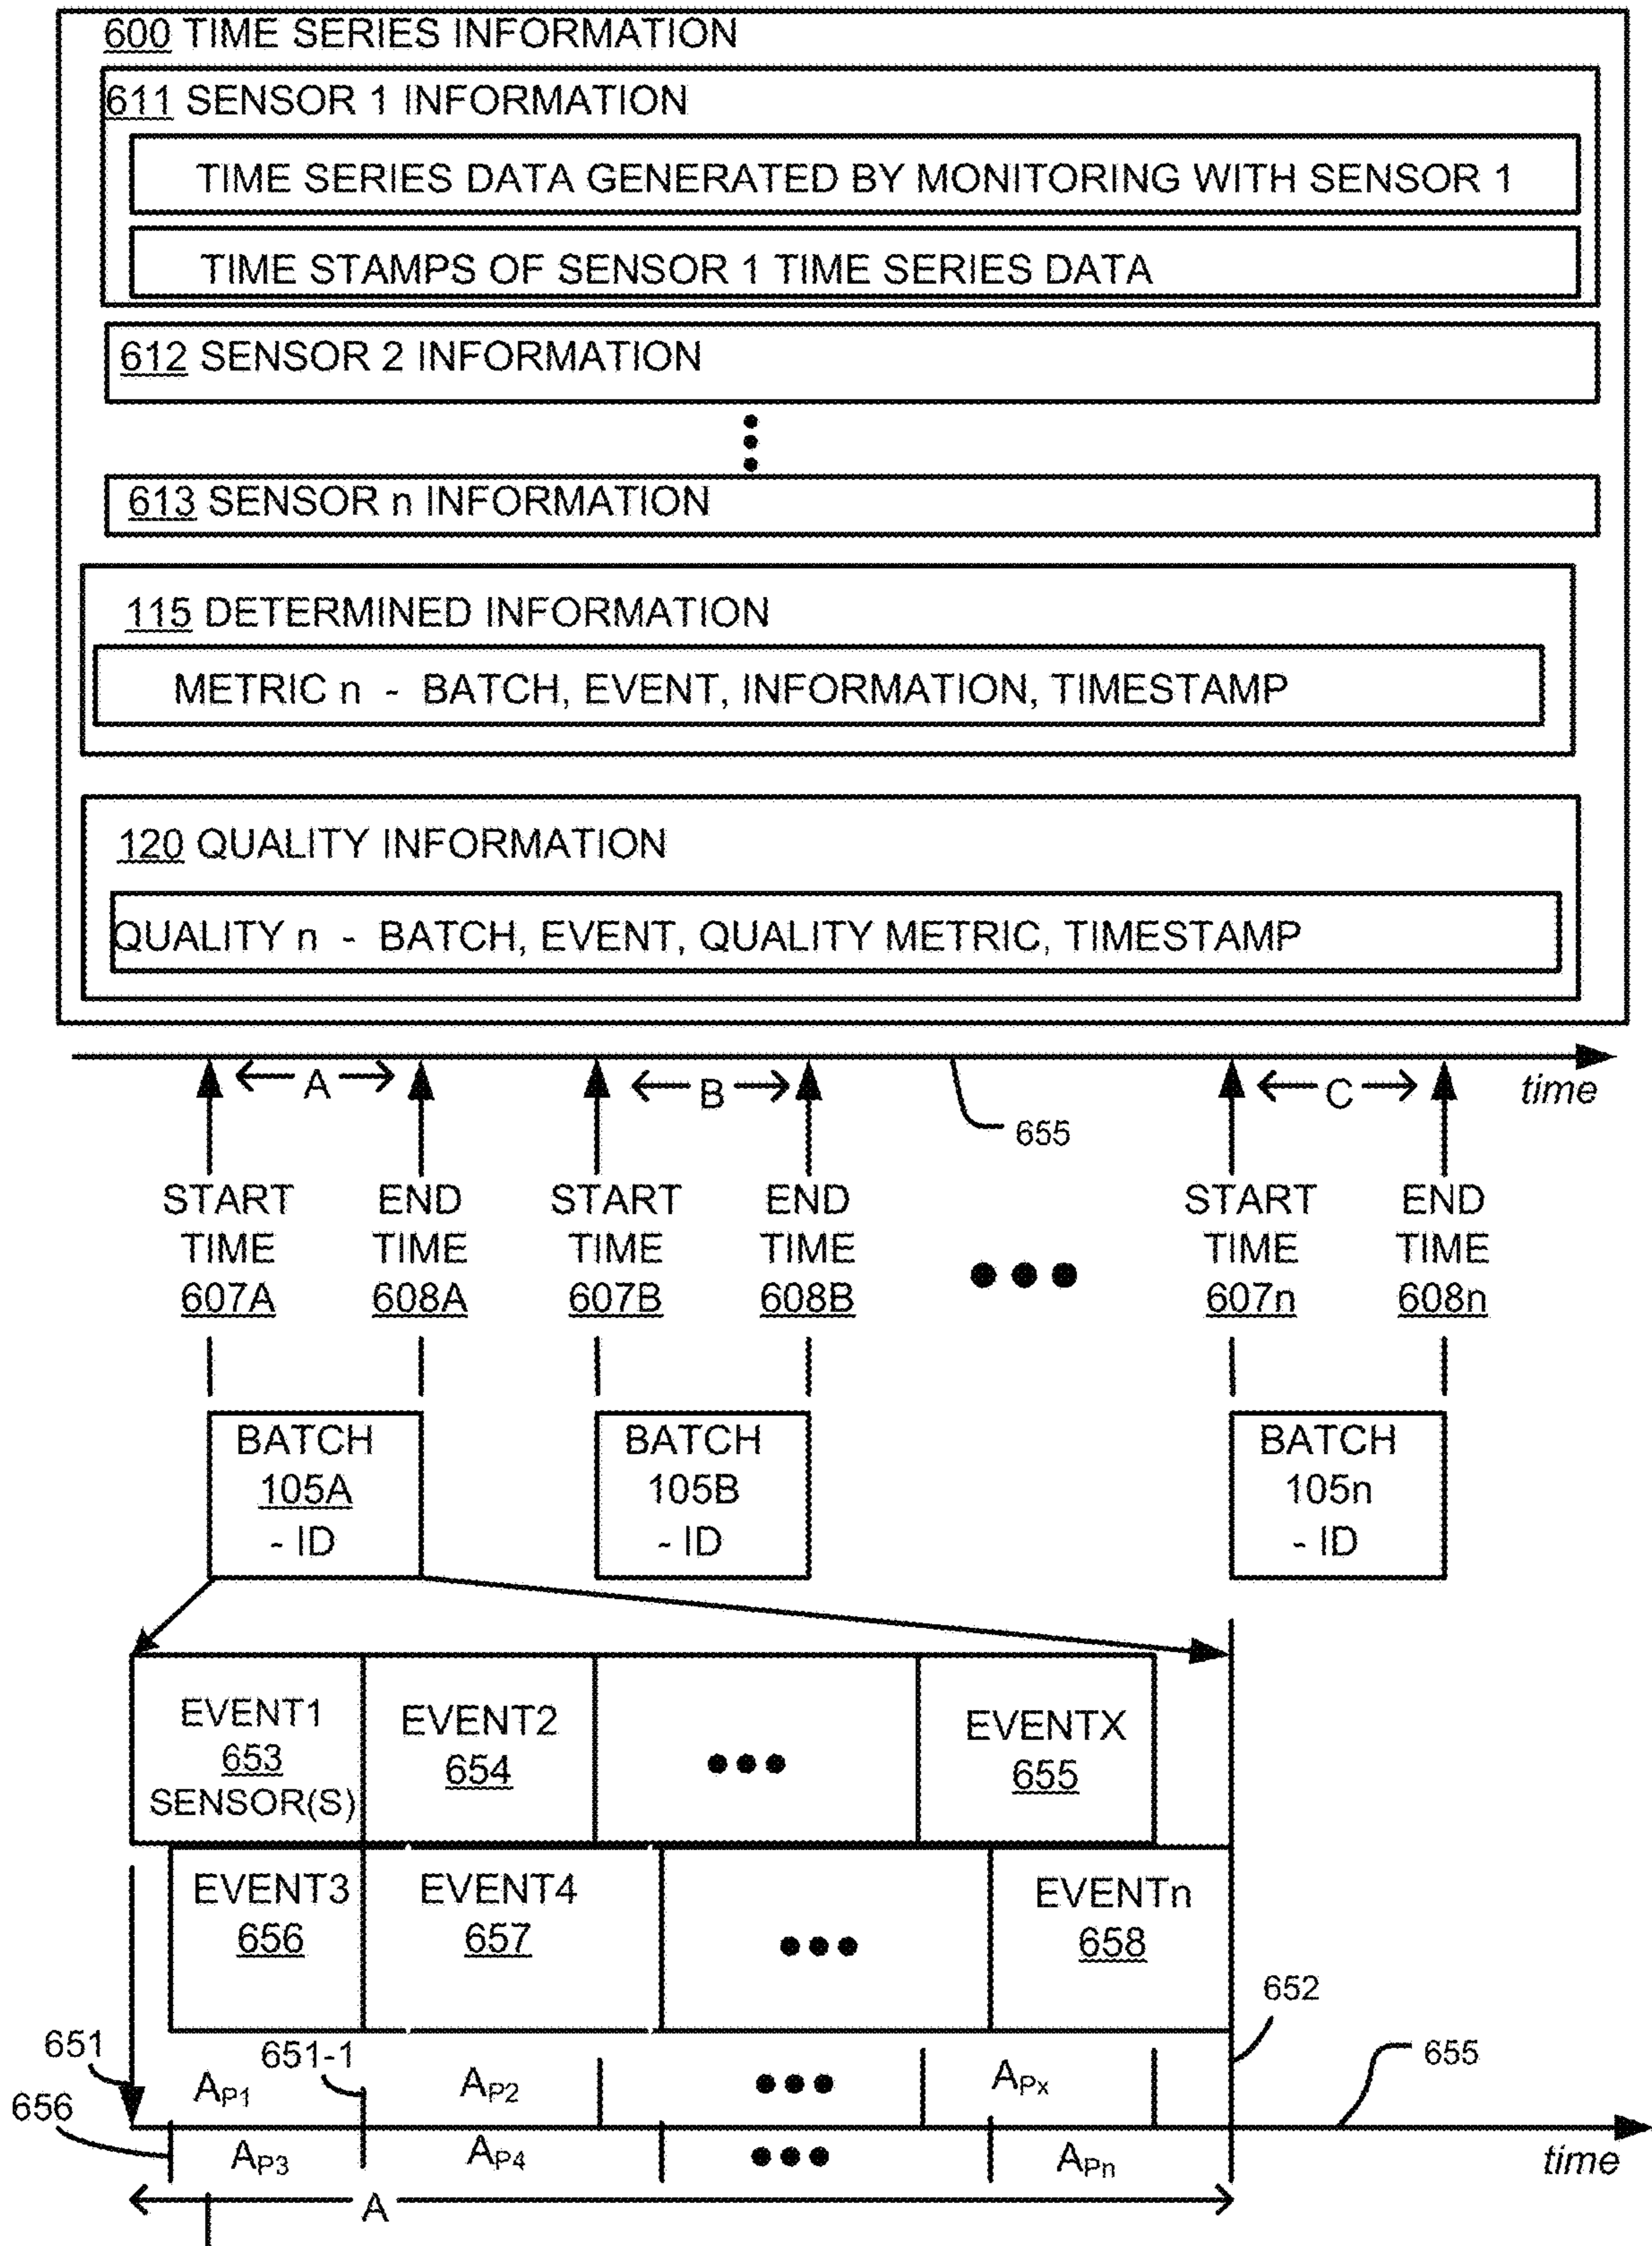 600 TIME SERIES INFORMATION
611 SENSOR 1 INFORMATION
TIME SERIES DATA GENERATED BY MONITORING WITH SENSOR 1
TIME STAMPS OF SENSOR 1 TIME SERIES DATA
612 SENSOR 2 INFORMATION
613 SENSOR n INFORMATION
115 DETERMINED INFORMATION
METRIC n - BATCH, EVENT, INFORMATION, TIMESTAMP
120 QUALITY INFORMATION
QUALITY n - BATCH, EVENT, QUALITY METRIC, TIMESTAMP
A B C time
655
START END START END START END
TIME TIME TIME TIME TIME TIME
607A 608A 607B 608B 607n 608n
BATCH BATCH BATCH
105A 105B 105n
- ID - ID - ID
EVENT1 EVENT2 EVENTX
653 654 655
SENSOR(S)
EVENT3 EVENT4 EVENTn
656 657 658
652
651 651-1 655
AP1 AP2 APx
656
AP3 AP4 APn time
A